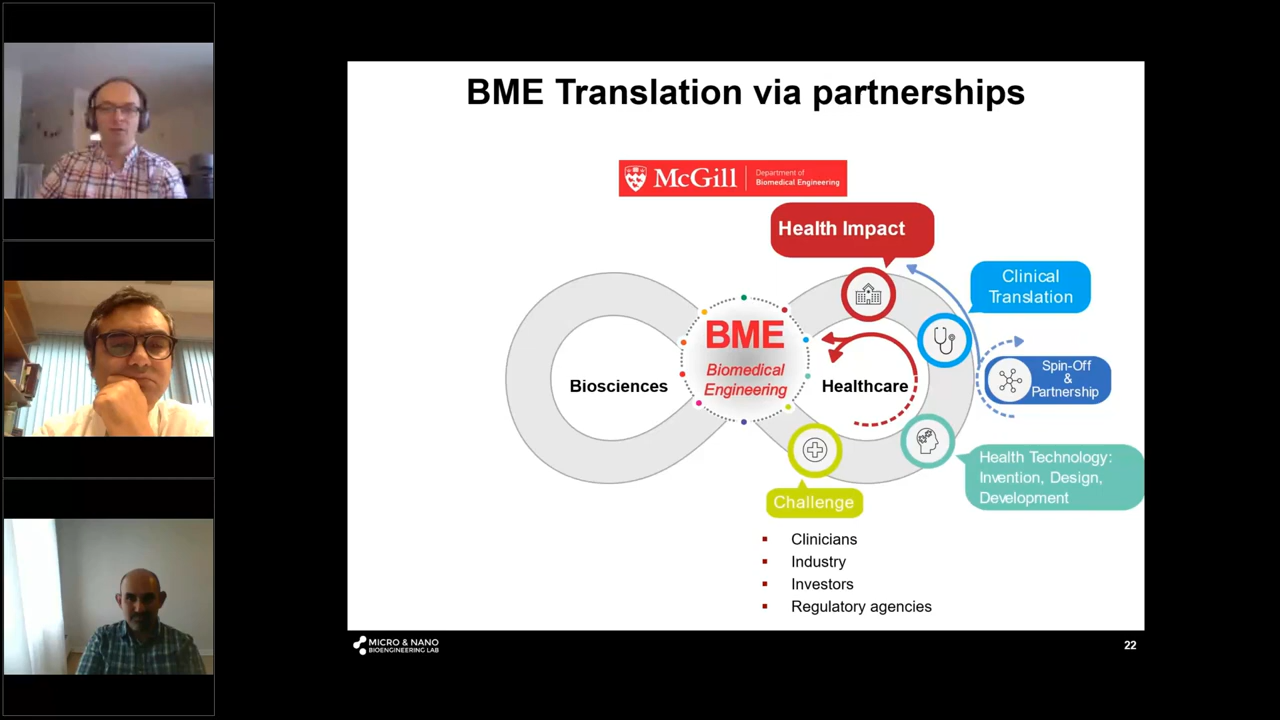 BME Translation via partnerships
McGill
Department of
Biomedical Engineering
Health Impact
Clinical
Translation
BME
Biomedical
Engineering
Biosciences
Healthcare
Spin-Off
&
Partnership
Health Technology:
Invention, Design,
Development
Challenge
▪ Clinicians
▪ Industry
▪ Investors
▪ Regulatory agencies
MICRO & NANO
BIOENGINEERING LAB
22